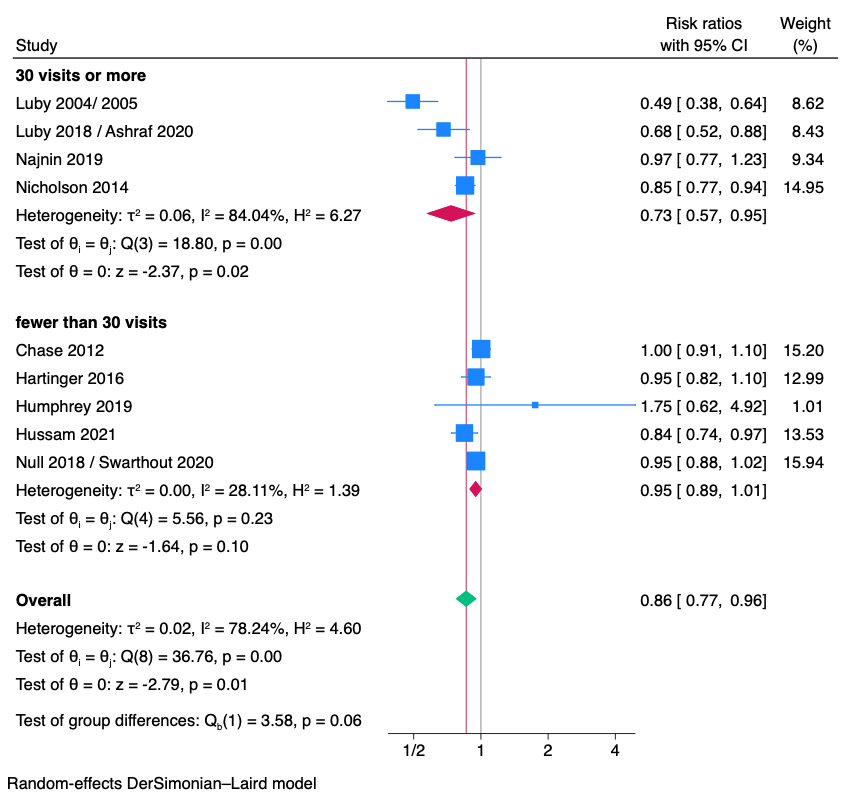 Risk ratios Weight
Study with 95% CI (%)
30 visits or more
Luby 2004/ 2005 0.49 [ 0.38, 0.64] 8.62
Luby 2018 / Ashraf 2020 0.68 [ 0.52, 0.88] 8.43
Najnin 2019 0.97 [ 0.77, 1.23] 9.34
Nicholson 2014 0.85 [ 0.77, 0.94] 14.95
Heterogeneity: τ² = 0.06, I² = 84.04%, H² = 6.27 0.73 [ 0.57, 0.95]
Test of θᵢ = θⱼ: Q(3) = 18.80, p = 0.00
Test of θ = 0: z = -2.37, p = 0.02
fewer than 30 visits
Chase 2012 1.00 [ 0.91, 1.10] 15.20
Hartinger 2016 0.95 [ 0.82, 1.10] 12.99
Humphrey 2019 1.75 [ 0.62, 4.92] 1.01
Hussam 2021 0.84 [ 0.74, 0.97] 13.53
Null 2018 / Swarthout 2020 0.95 [ 0.88, 1.02] 15.94
Heterogeneity: τ² = 0.00, I² = 28.11%, H² = 1.39 0.95 [ 0.89, 1.01]
Test of θᵢ = θⱼ: Q(4) = 5.56, p = 0.23
Test of θ = 0: z = -1.64, p = 0.10
Overall 0.86 [ 0.77, 0.96]
Heterogeneity: τ² = 0.02, I² = 78.24%, H² = 4.60
Test of θᵢ = θⱼ: Q(8) = 36.76, p = 0.00
Test of θ = 0: z = -2.79, p = 0.01
Test of group differences: Q_b(1) = 3.58, p = 0.06
1/2 1 2 4
Random-effects DerSimonian–Laird model